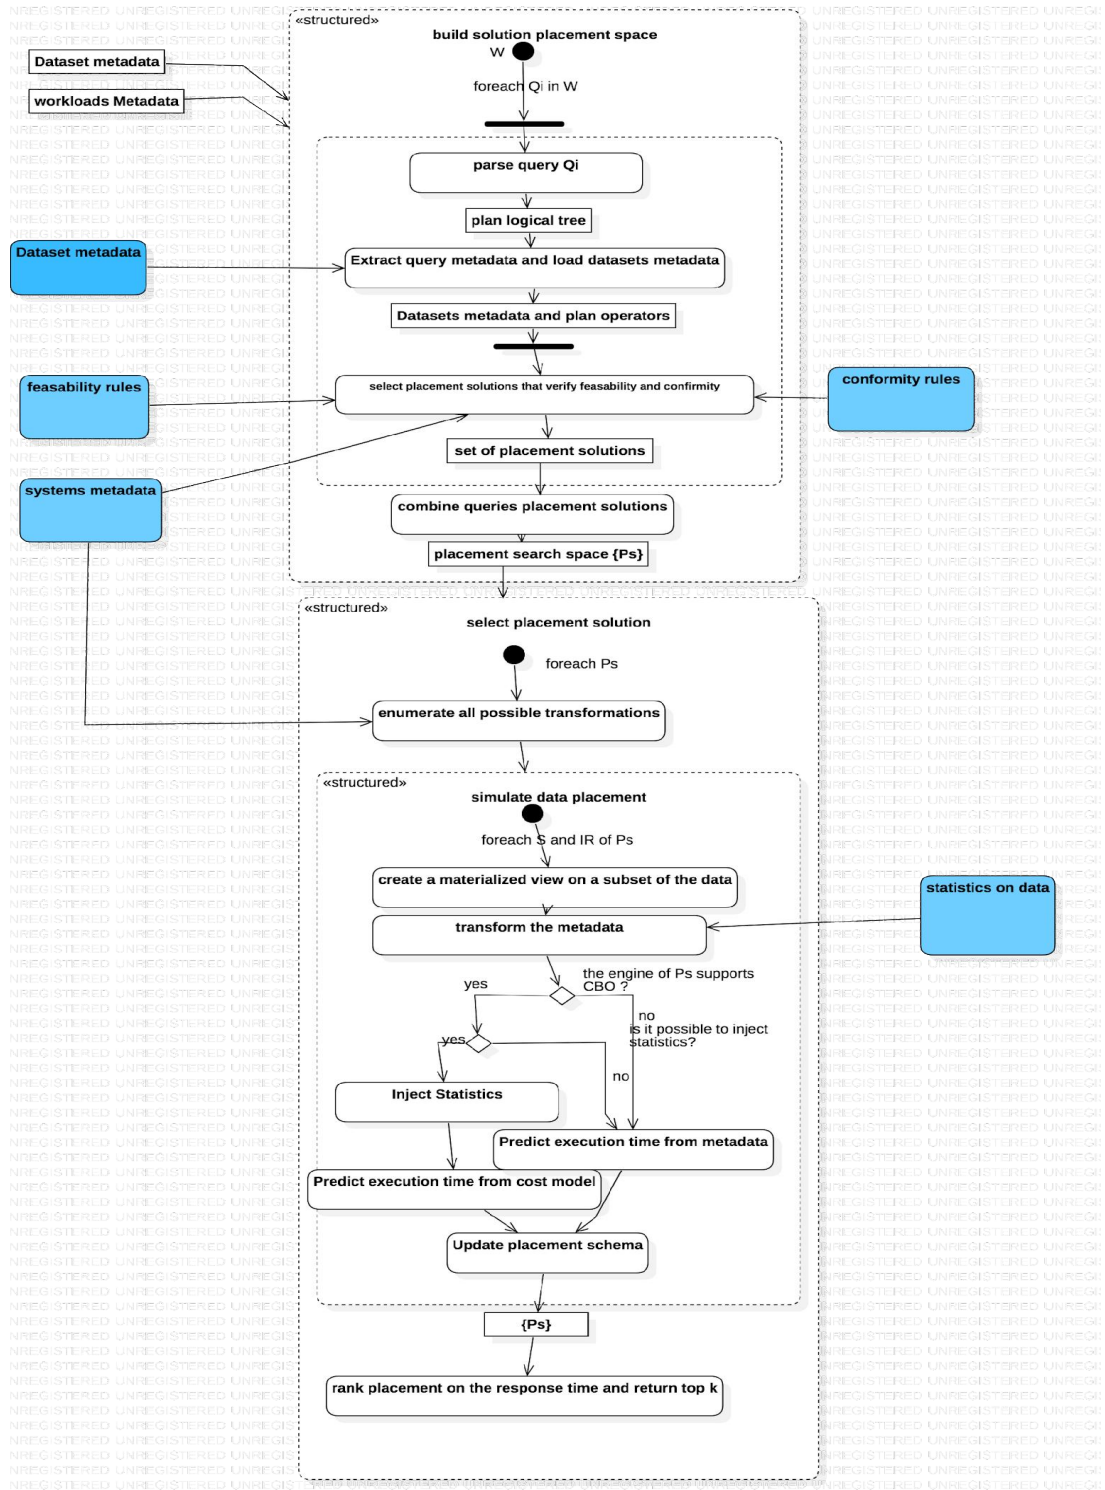 «structured»
build solution placement space
W
Dataset metadata
foreach Qi in W
workloads Metadata
parse query Qi
plan logical tree
Dataset metadata
Extract query metadata and load datasets metadata
Datasets metadata and plan operators
feasability rules
select placement solutions that verify feasability and confirmity
conformity rules
set of placement solutions
systems metadata
combine queries placement solutions
placement search space {Ps}
«structured»
select placement solution
foreach Ps
enumerate all possible transformations
«structured»
simulate data placement
foreach S and IR of Ps
create a materialized view on a subset of the data
statistics on data
transform the metadata
the engine of Ps supports
CBO ?
yes
no
is it possible to inject
statistics?
yes
no
Inject Statistics
Predict execution time from metadata
Predict execution time from cost model
Update placement schema
{Ps}
rank placement on the response time and return top k